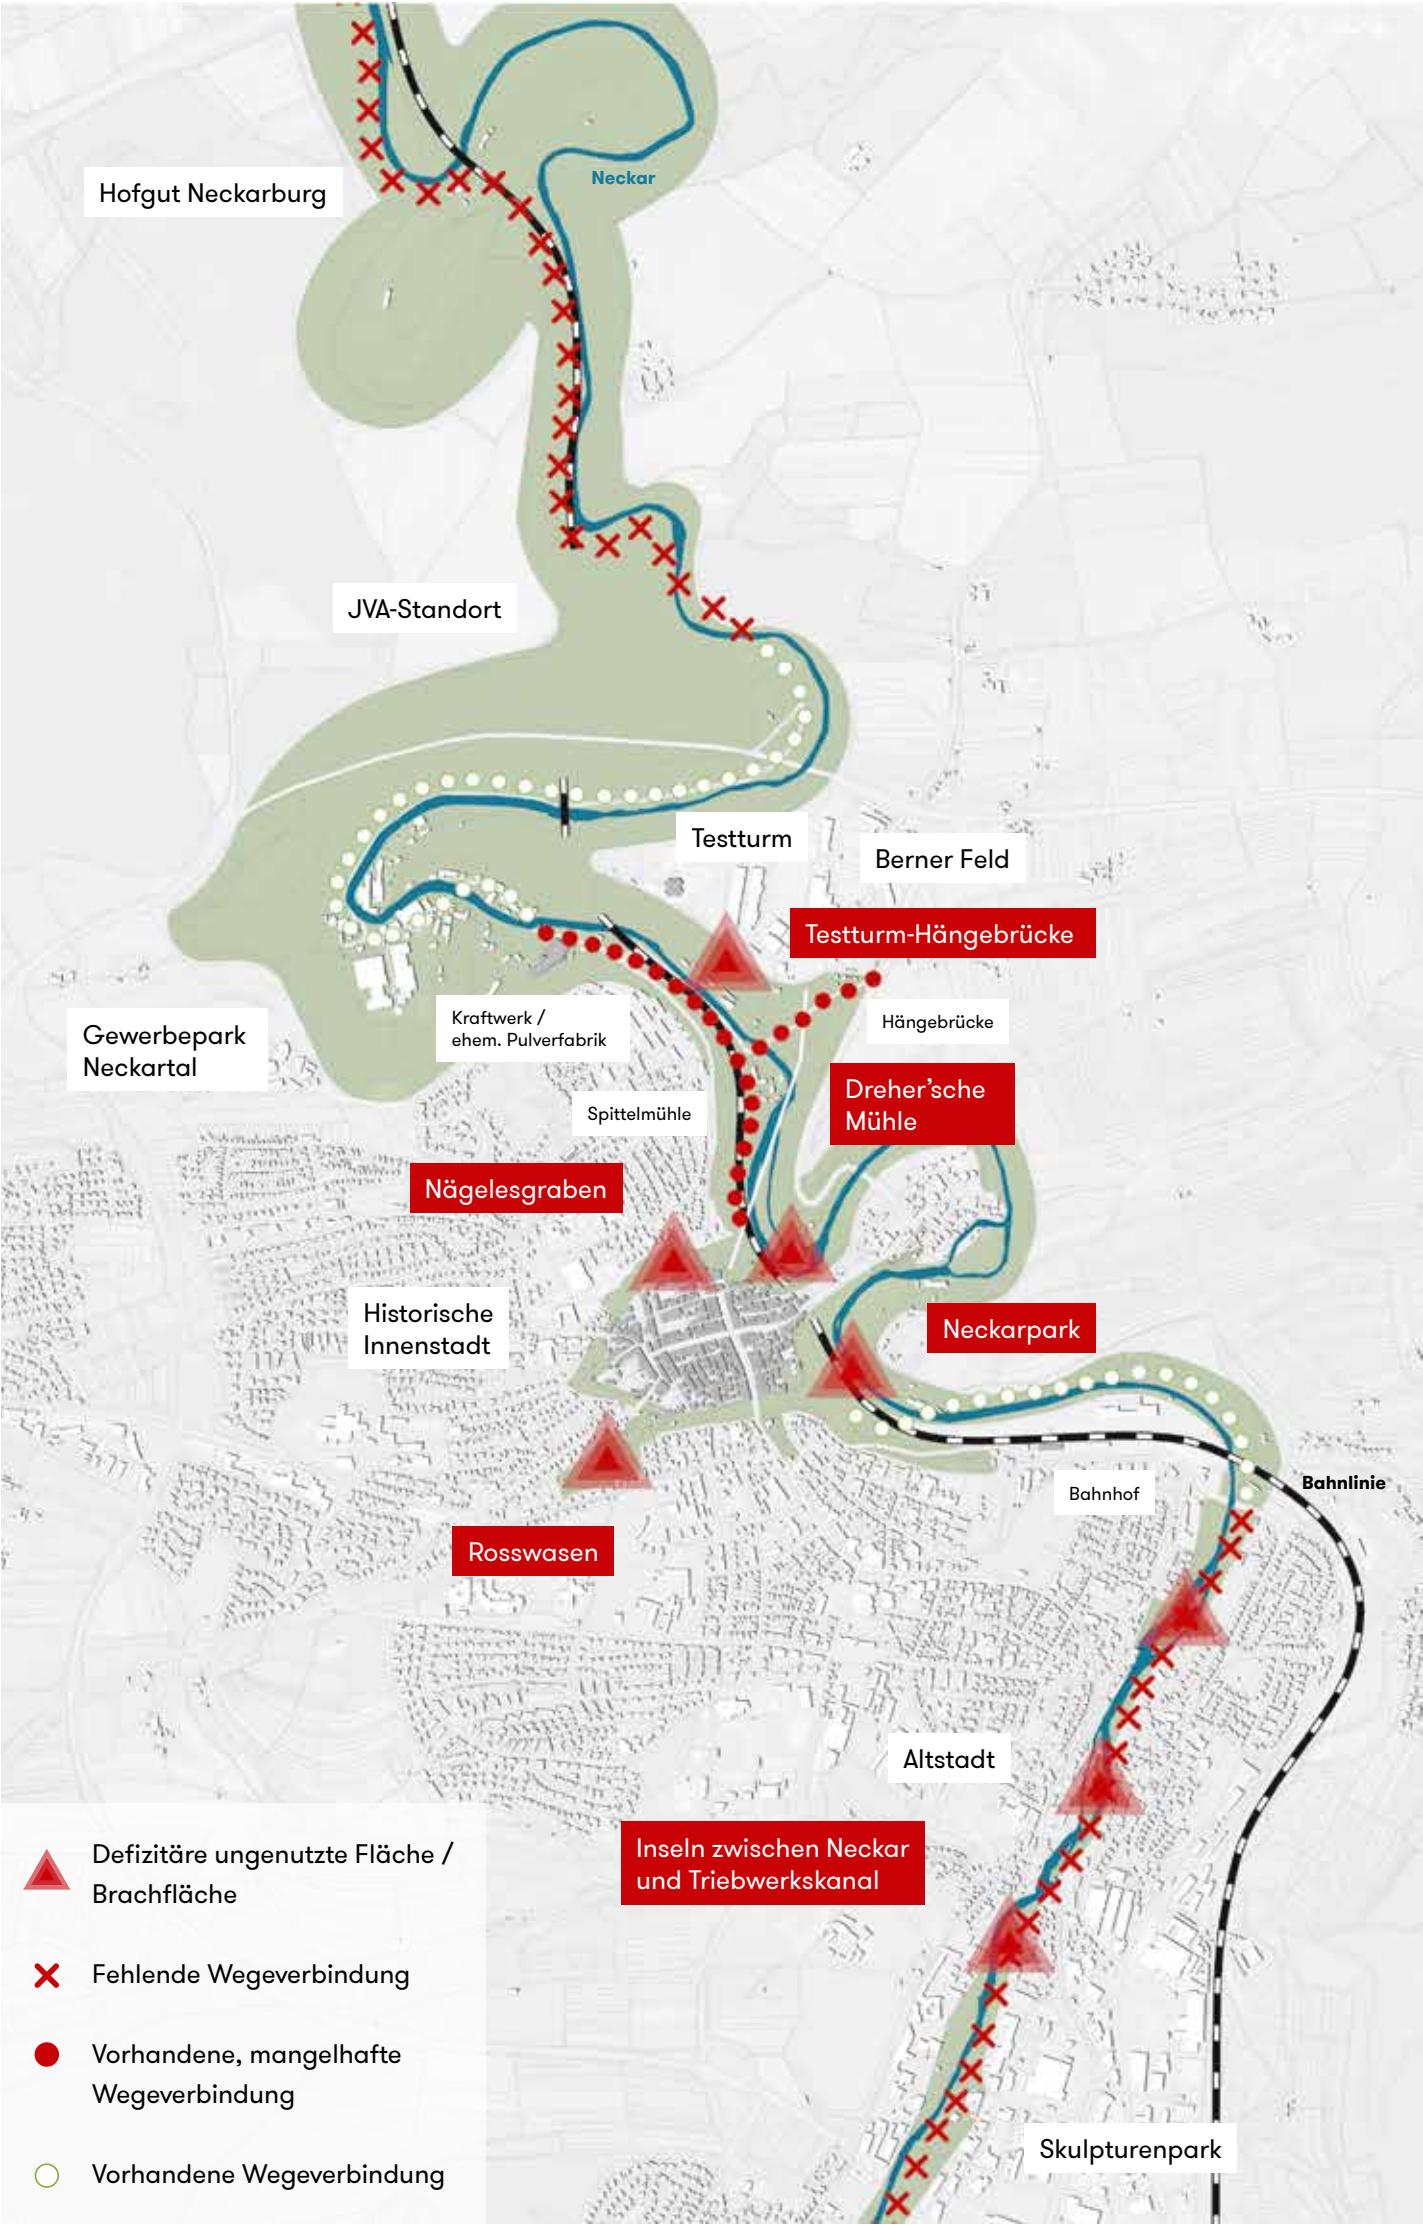 Hofgut Neckarburg
Neckar
JVA-Standort
Testturm
Berner Feld
Testturm-Hängebrücke
Kraftwerk /
ehem. Pulverfabrik
Hängebrücke
Gewerbepark
Neckartal
Dreher’sche
Mühle
Spittelmühle
Nägelesgraben
Historische
Innenstadt
Neckarpark
Bahnlinie
Bahnhof
Rosswasen
Altstadt
Inseln zwischen Neckar
und Triebwerkskanal
Defizitäre ungenutzte Fläche /
Brachfläche
Fehlende Wegeverbindung
Vorhandene, mangelhafte
Wegeverbindung
Skulpturenpark
Vorhandene Wegeverbindung